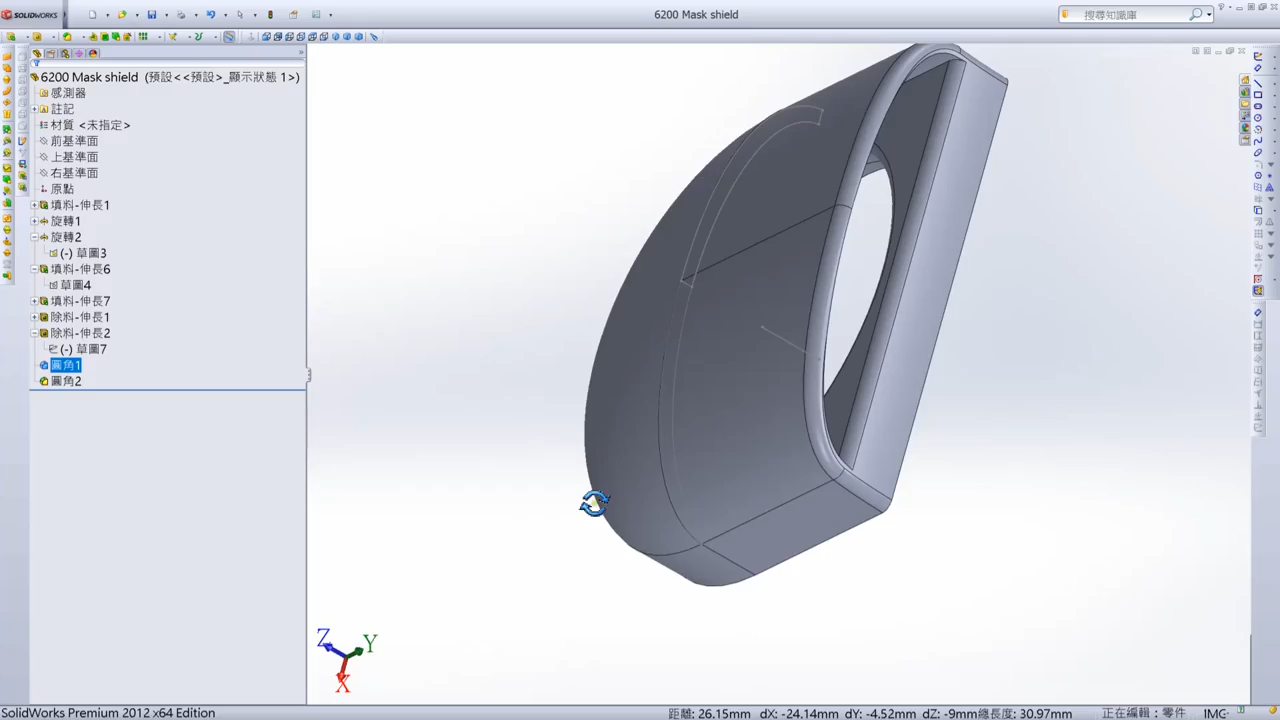 SOLIDWORKS
6200 Mask shield
搜尋知識庫
6200 Mask shield (預設<<預設>_顯示狀態 1>)
感測器
註記
材質 <未指定>
前基準面
上基準面
右基準面
原點
填料-伸長1
旋轉1
旋轉2
(-) 草圖3
填料-伸長6
草圖4
填料-伸長7
除料-伸長1
除料-伸長2
(-) 草圖7
圓角1
圓角2
Z
Y
X
SolidWorks Premium 2012 x64 Edition
距離: 26.15mm dX: -24.14mm dY: -4.52mm dZ: -9mm總長度: 30.97mm
正在編輯：零件
IMG